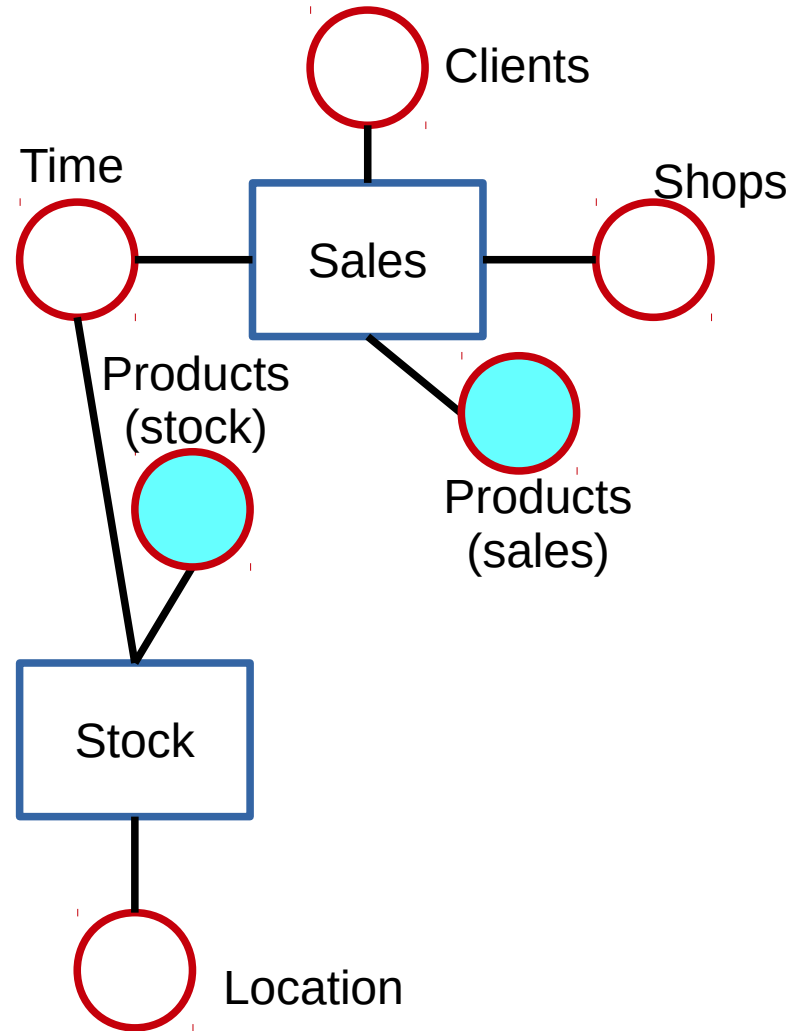 Clients
Time
Shops
Sales
Products
(stock)
Products
(sales)
Stock
Location